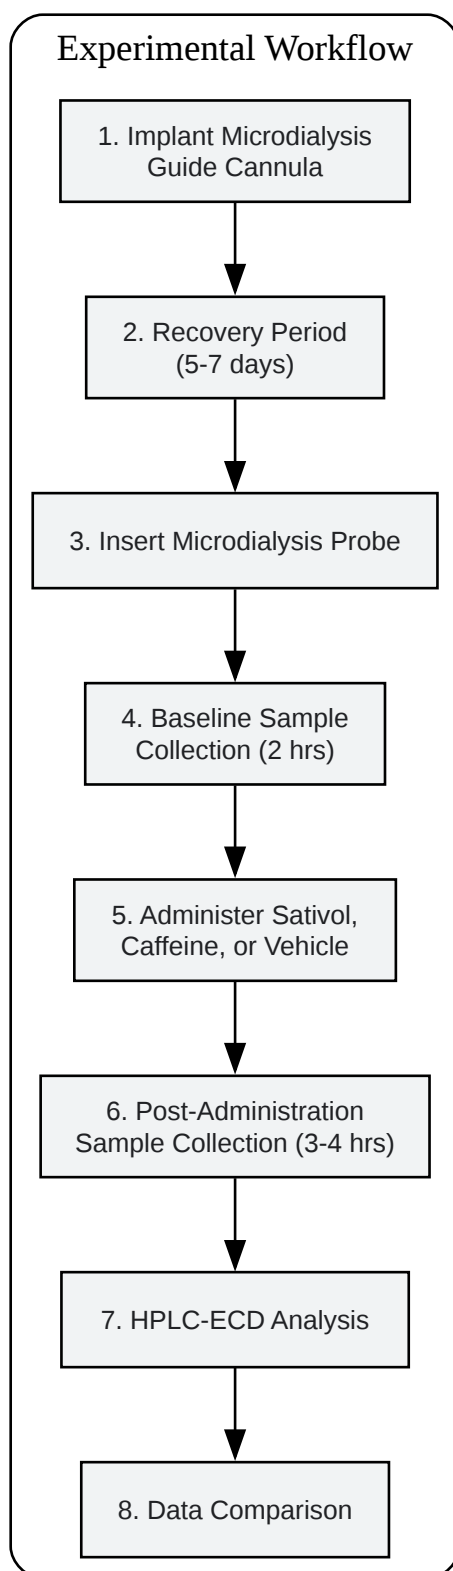 Experimental Workflow
1. Implant Microdialysis
Guide Cannula
2. Recovery Period
(5-7 days)
3. Insert Microdialysis Probe
4. Baseline Sample
Collection (2 hrs)
5. Administer Sativol,
Caffeine, or Vehicle
6. Post-Administration
Sample Collection (3-4 hrs)
7. HPLC-ECD Analysis
8. Data Comparison